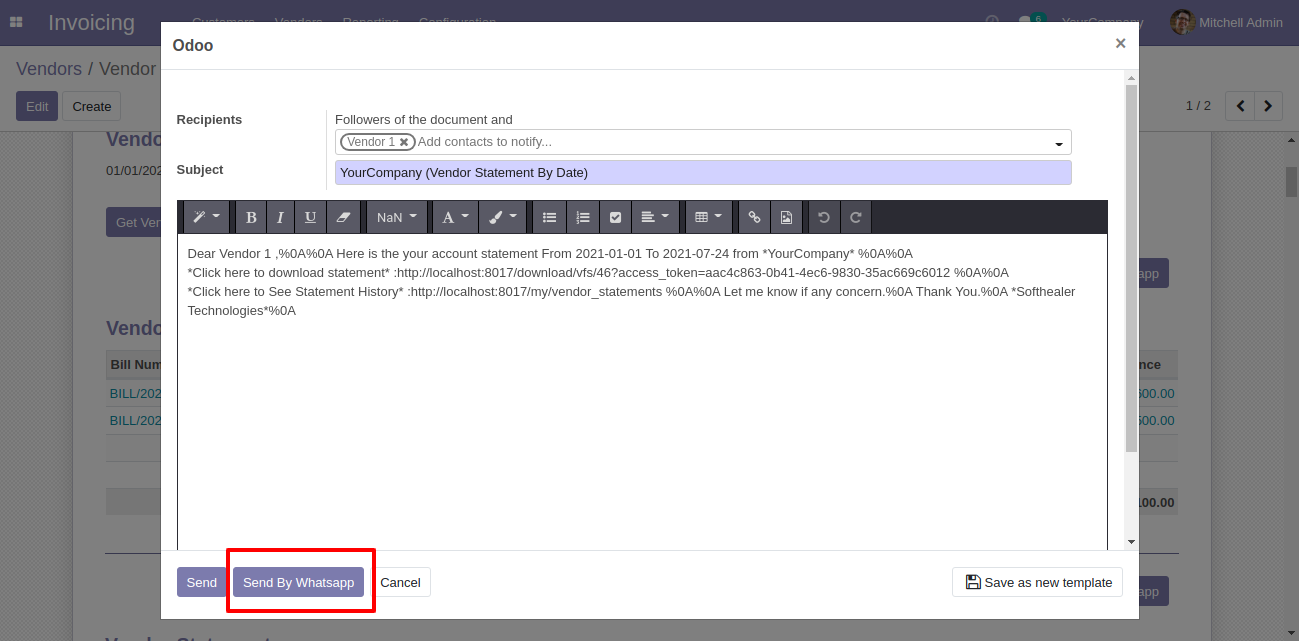 Invoicing
Customers Vendors Reporting Configuration
6
YourCompany
Mitchell Admin
Odoo
×
Vendors / Vendor
Edit
Create
1 / 2
Recipients
Followers of the document and
Vendor 1
Add contacts to notify...
Subject
YourCompany (Vendor Statement By Date)
01/01/202
B I U
NaN
A
Dear Vendor 1 ,%0A%0A Here is the your account statement From 2021-01-01 To 2021-07-24 from *YourCompany* %0A%0A
*Click here to download statement* :http://localhost:8017/download/vfs/46?access_token=aac4c863-0b41-4ec6-9830-35ac669c6012 %0A%0A
*Click here to See Statement History* :http://localhost:8017/my/vendor_statements %0A%0A Let me know if any concern.%0A Thank You.%0A *Softhealer
Technologies*%0A
Get Ven
app
Vendo
Bill Num
nce
BILL/202
BILL/202
500.00
100.00
Send
Send By Whatsapp
Cancel
Save as new template
app